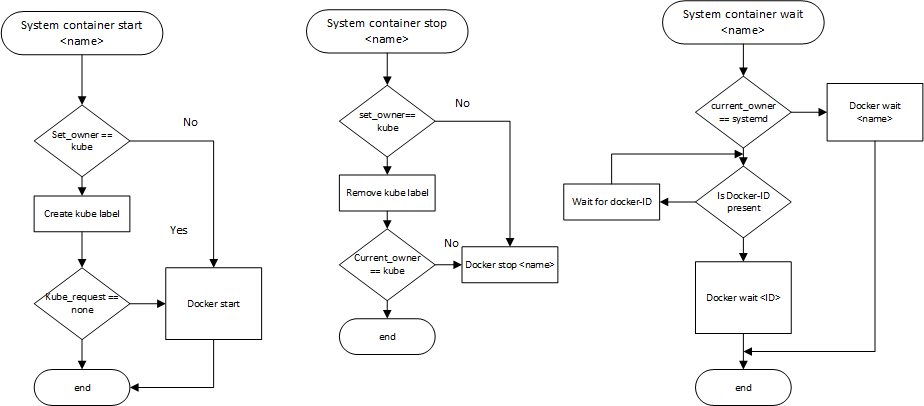 System container start
<name>
Set_owner ==
kube
No
Create kube label
Yes
Kube_request ==
none
Docker start
end
System container stop
<name>
No
set_owner==
kube
Remove kube label
No
Current_owner
== kube
Docker stop <name>
end
System container wait
<name>
current_owner
== systemd
Docker wait
<name>
Wait for docker-ID
Is Docker-ID
present
Docker wait <ID>
end